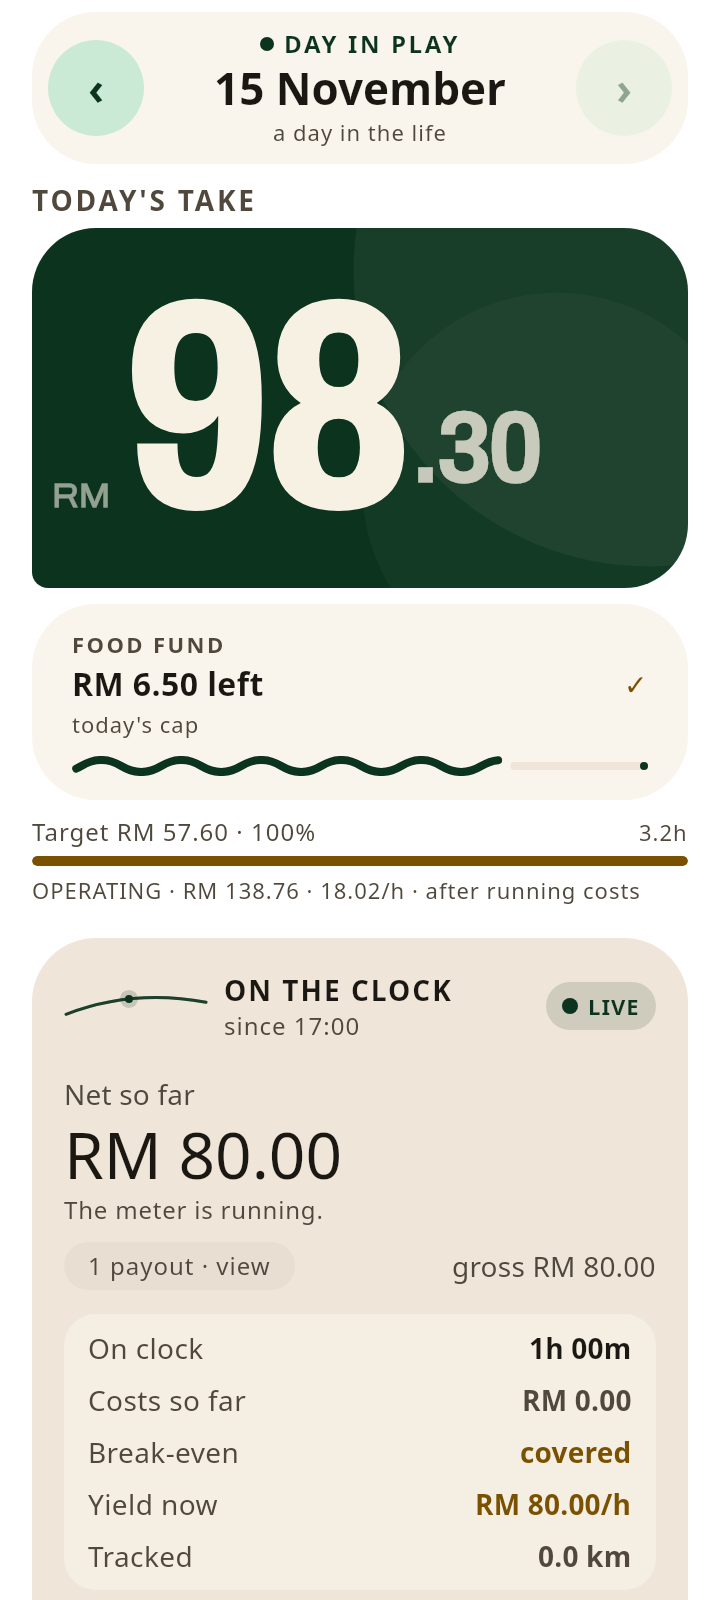 ‹
DAY IN PLAY
15 November
a day in the life
›
TODAY'S TAKE
RM 98.30
FOOD FUND
RM 6.50 left
✓
today's cap
Target RM 57.60 · 100%
3.2h
OPERATING · RM 138.76 · 18.02/h · after running costs
ON THE CLOCK
since 17:00
LIVE
Net so far
RM 80.00
The meter is running.
1 payout · view
gross RM 80.00
On clock 1h 00m
Costs so far RM 0.00
Break-even covered
Yield now RM 80.00/h
Tracked 0.0 km